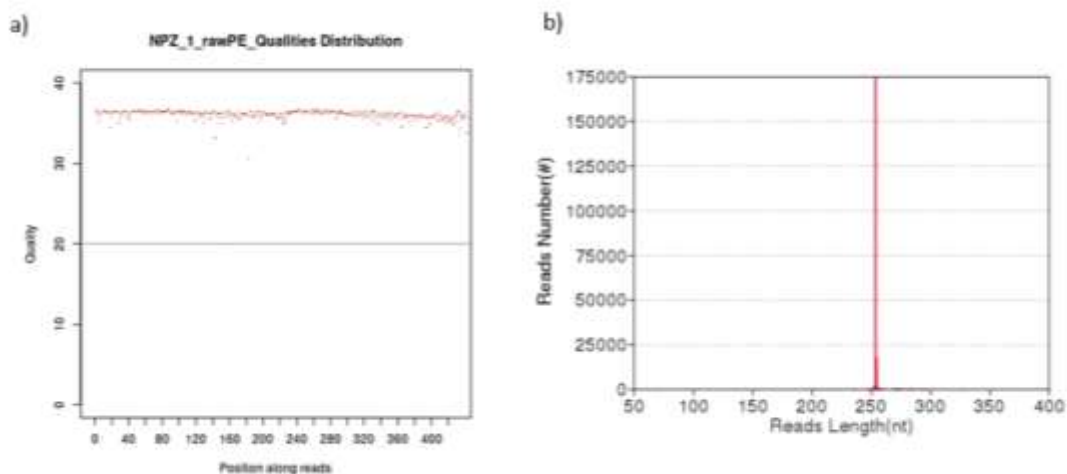 a)
NPZ_1_rawPE_Qualities Distribution
40
30
20
10
0
Quality
0 40 80 120 160 200 240 280 320 360 400
Position along reads
b)
175000
150000
125000
100000
75000
50000
25000
0
Reads Number(#)
50 100 150 200 250 300 350 400
Reads Length(nt)